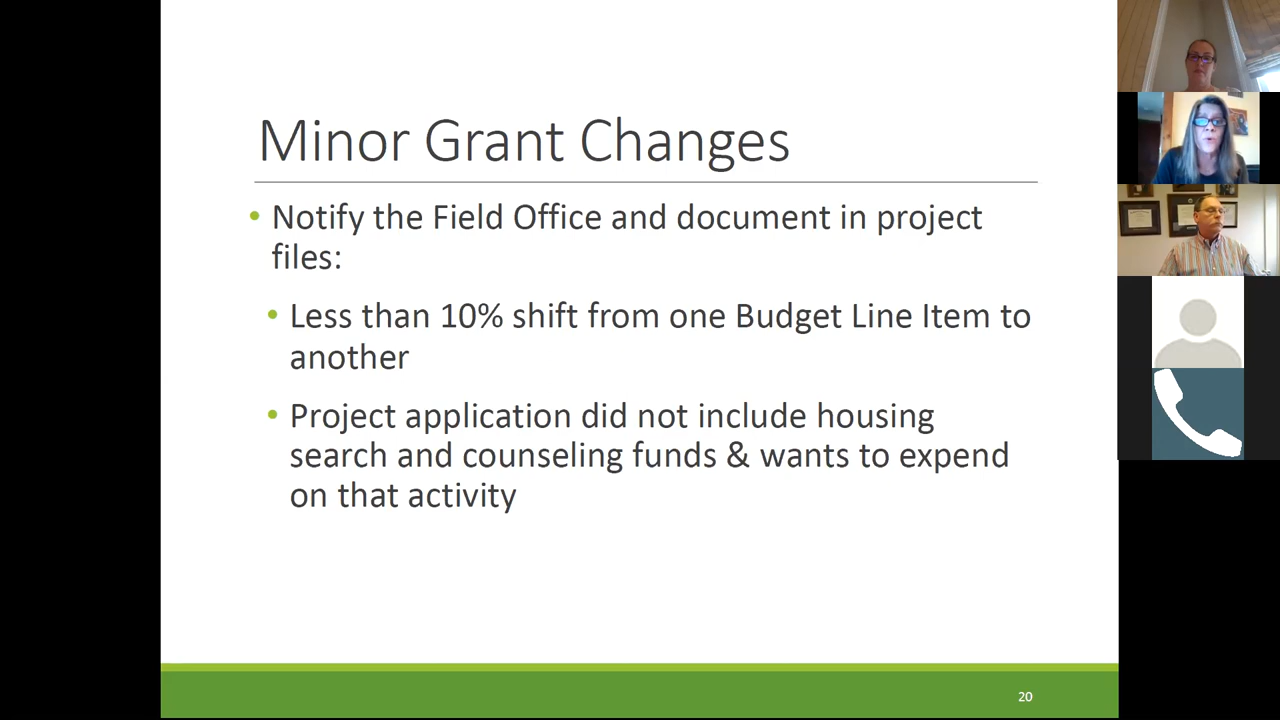 Minor Grant Changes
• Notify the Field Office and document in project
files:
• Less than 10% shift from one Budget Line Item to
another
• Project application did not include housing
search and counseling funds & wants to expend
on that activity
20